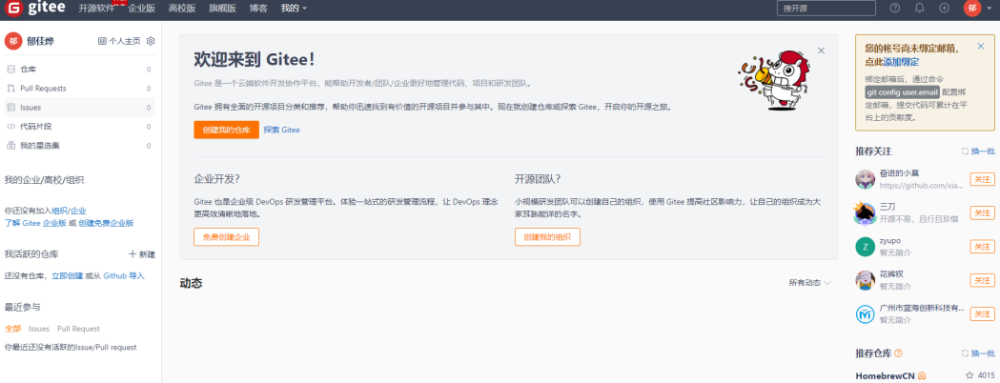 gitee 开源软件 企业版 高校版 旗舰版 博客 我的 搜开源 郁
郁 郁佳烨 个人主页
仓库 0
Pull Requests 0
Issues 0
代码片段 0
我的星选集 0
我的企业/高校/组织
你还没有加入组织/企业
了解 Gitee 企业版 或 创建免费企业版
我活跃的仓库 + 新建
还没有仓库，立即创建 或从 Github 导入
最近参与
全部 Issues Pull Request
你最近还没有活跃的Issue/Pull request
欢迎来到 Gitee！
Gitee 是一个云端软件开发协作平台，能帮助开发者/团队/企业更好地管理代码、项目和研发团队。
Gitee 拥有全面的开源项目分类和推荐，帮助你迅速找到有价值的开源项目并参与其中。现在就创建仓库或探索 Gitee，开启你的开源之旅。
创建我的仓库 探索 Gitee
企业开发？
Gitee 也是企业级 DevOps 研发管理平台。体验一站式的研发管理流程，让 DevOps 理念
更高效清晰地落地。
免费创建企业
开源团队？
小规模研发团队可以创建自己的组织，使用 Gitee 提高社区影响力，让自己的组织成为大
家耳熟能详的名字。
创建我的组织
动态 所有动态
您的帐号尚未绑定邮箱，
点此添加绑定
绑定邮箱后，通过命令
git config user.email 配置绑
定邮箱，提交代码可累计在平
台上的贡献度。
推荐关注 换一批
奋进的小莫 关注
https://github.com/xia...
三刀 关注
开源不易，且行且珍惜
Z zyupo 关注
暂无简介
花裤衩 关注
暂无简介
广州市蓝海创新科技有... 关注
暂无简介
推荐仓库 换一批
HomebrewCN 4015